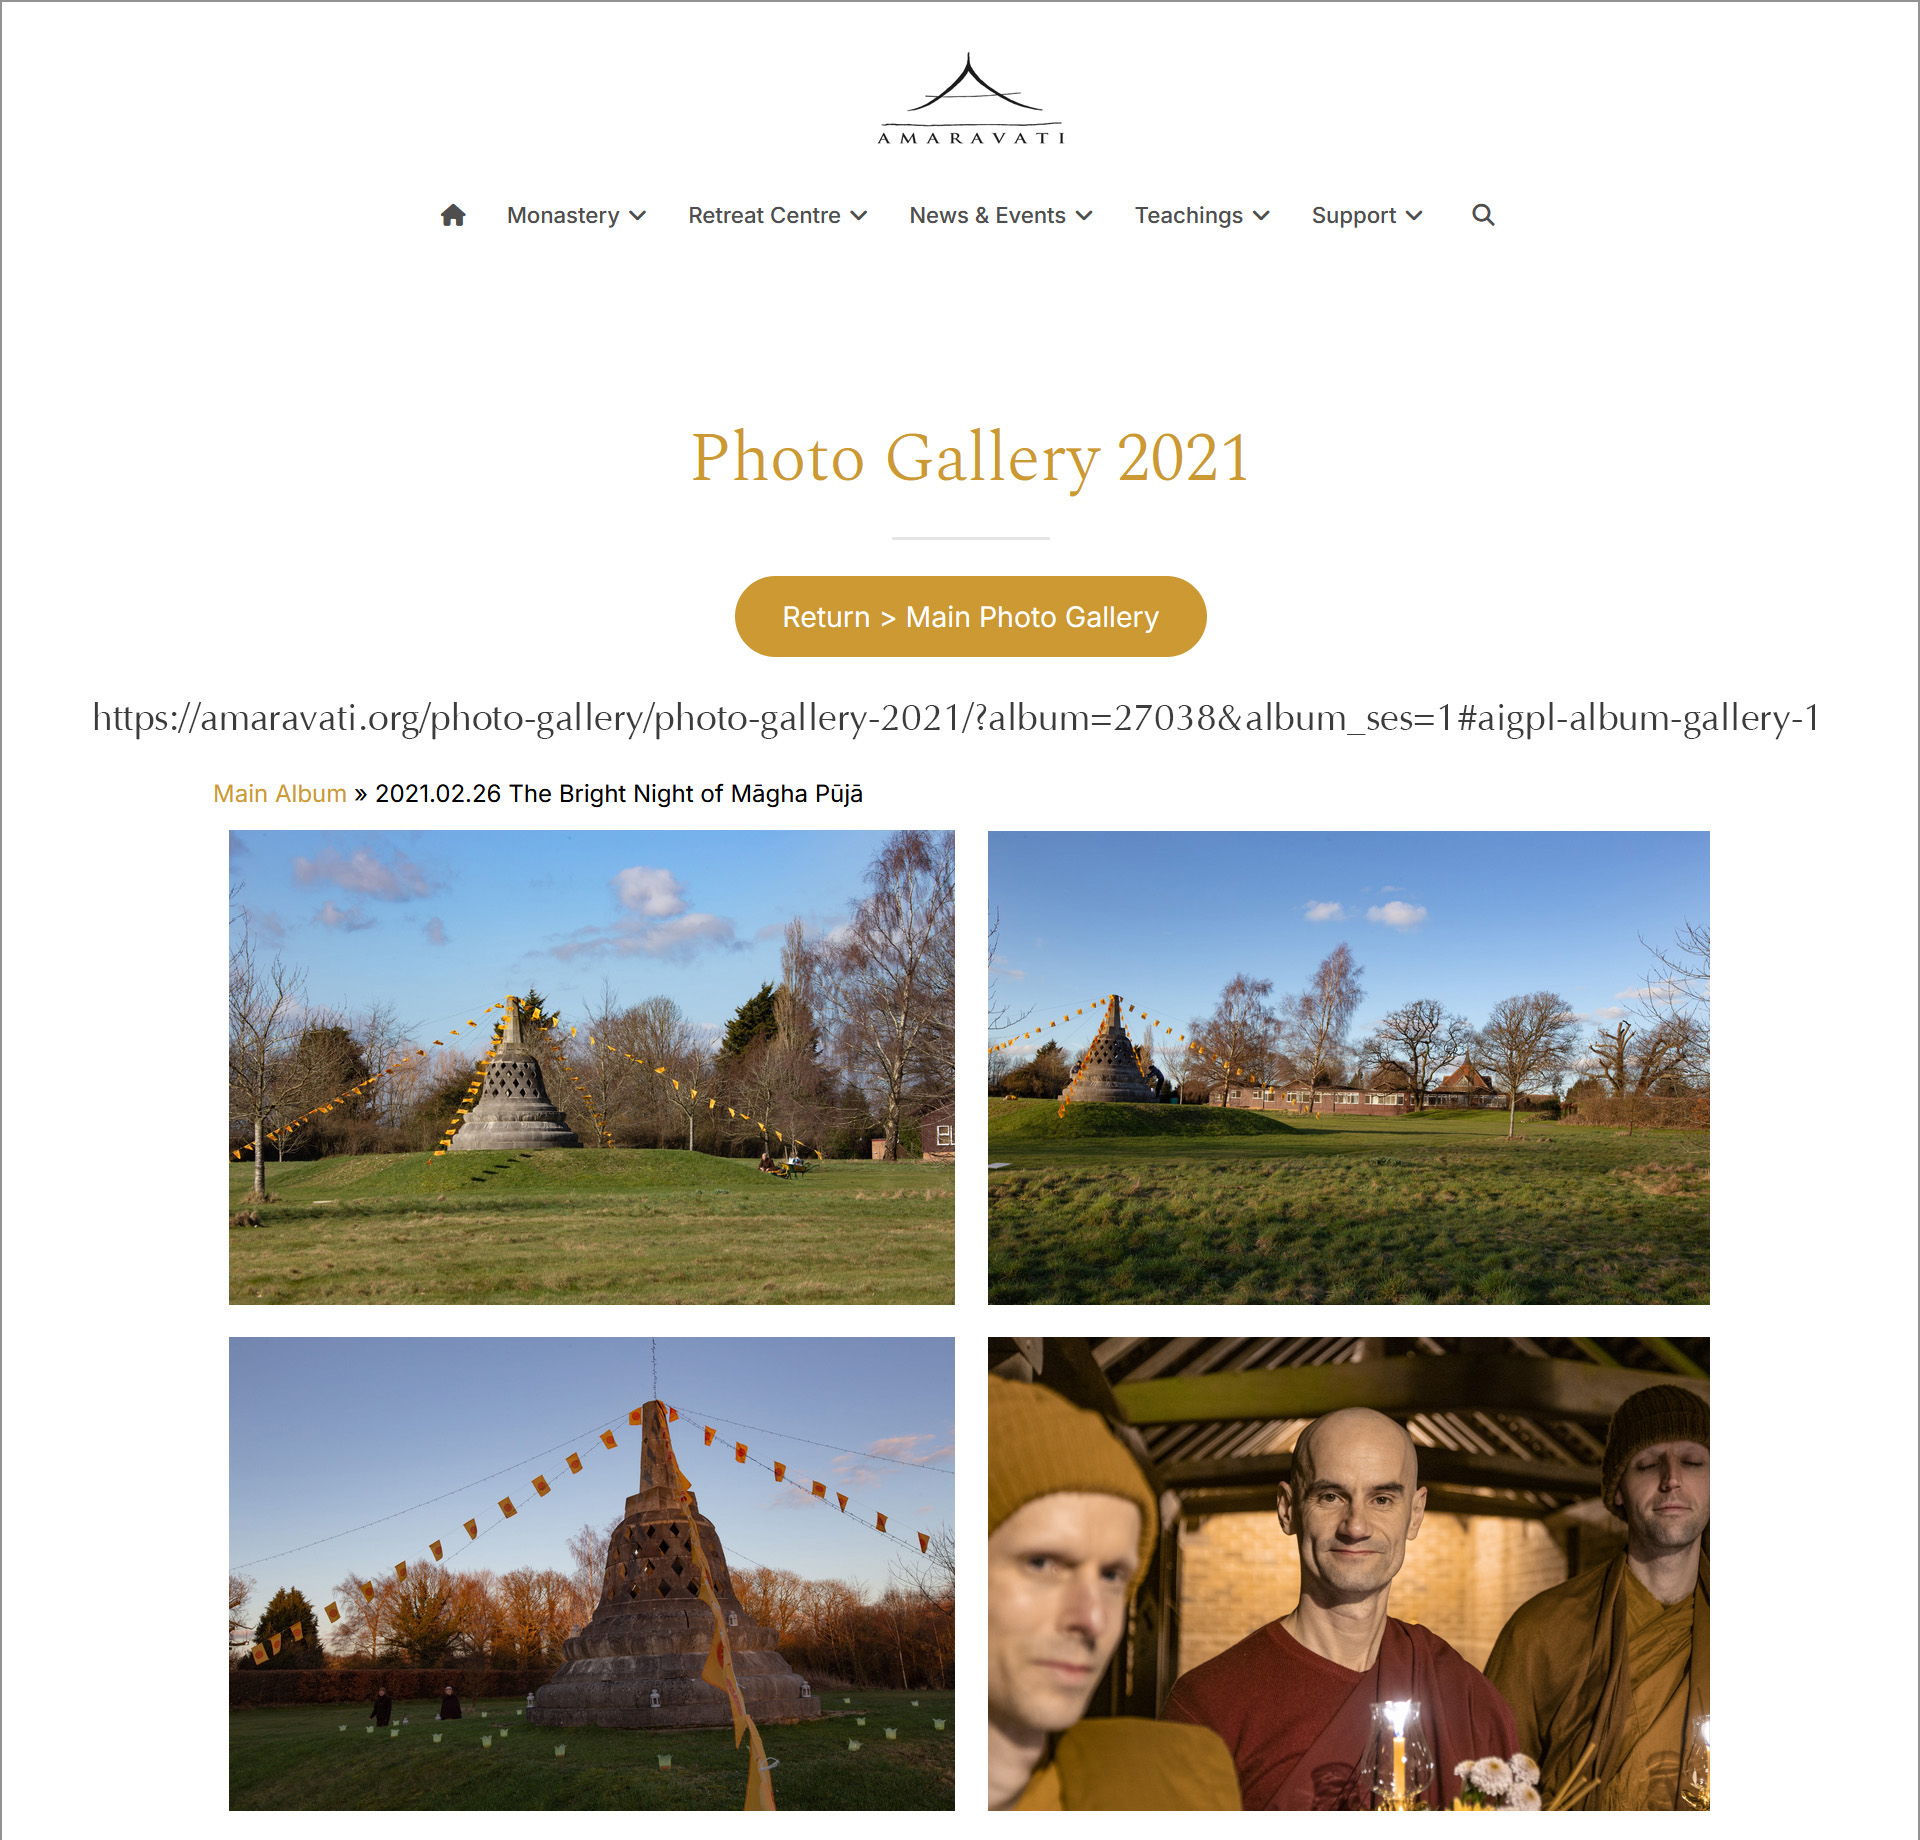 AMARAVATI
Monastery Retreat Centre News & Events Teachings Support
Photo Gallery 2021
Return > Main Photo Gallery
https://amaravati.org/photo-gallery/photo-gallery-2021/?album=27038&album_ses=1#aigpl-album-gallery-1
Main Album » 2021.02.26 The Bright Night of Māgha Pūjā